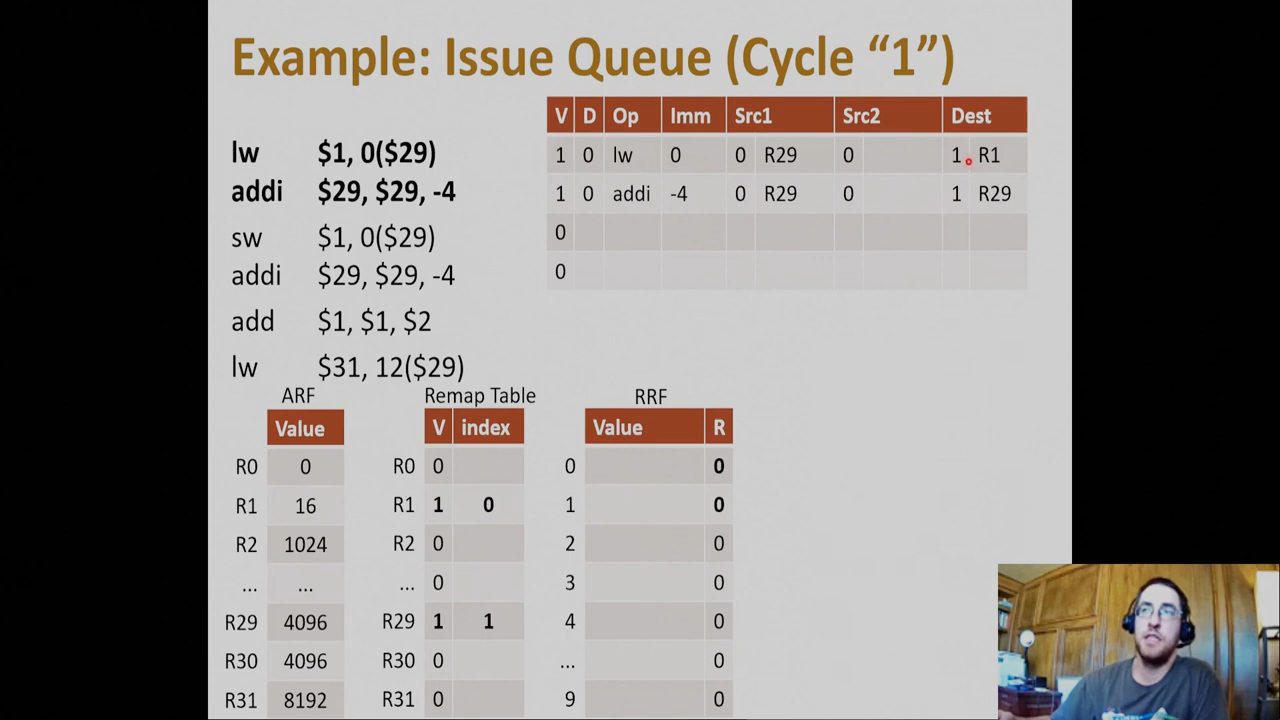 Example: Issue Queue (Cycle “1”)
lw $1, 0($29)
addi $29, $29, -4
sw $1, 0($29)
addi $29, $29, -4
add $1, $1, $2
lw $31, 12($29)
V D Op Imm Src1 Src2 Dest
1 0 lw 0 0 R29 0 1 R1
1 0 addi -4 0 R29 0 1 R29
0
0
ARF
Value
R0 0
R1 16
R2 1024
... ...
R29 4096
R30 4096
R31 8192
Remap Table
V index
R0 0
R1 1 0
R2 0
... 0
R29 1 1
R30 0
R31 0
RRF
Value R
0 0
1 0
2 0
3 0
4 0
... 0
9 0